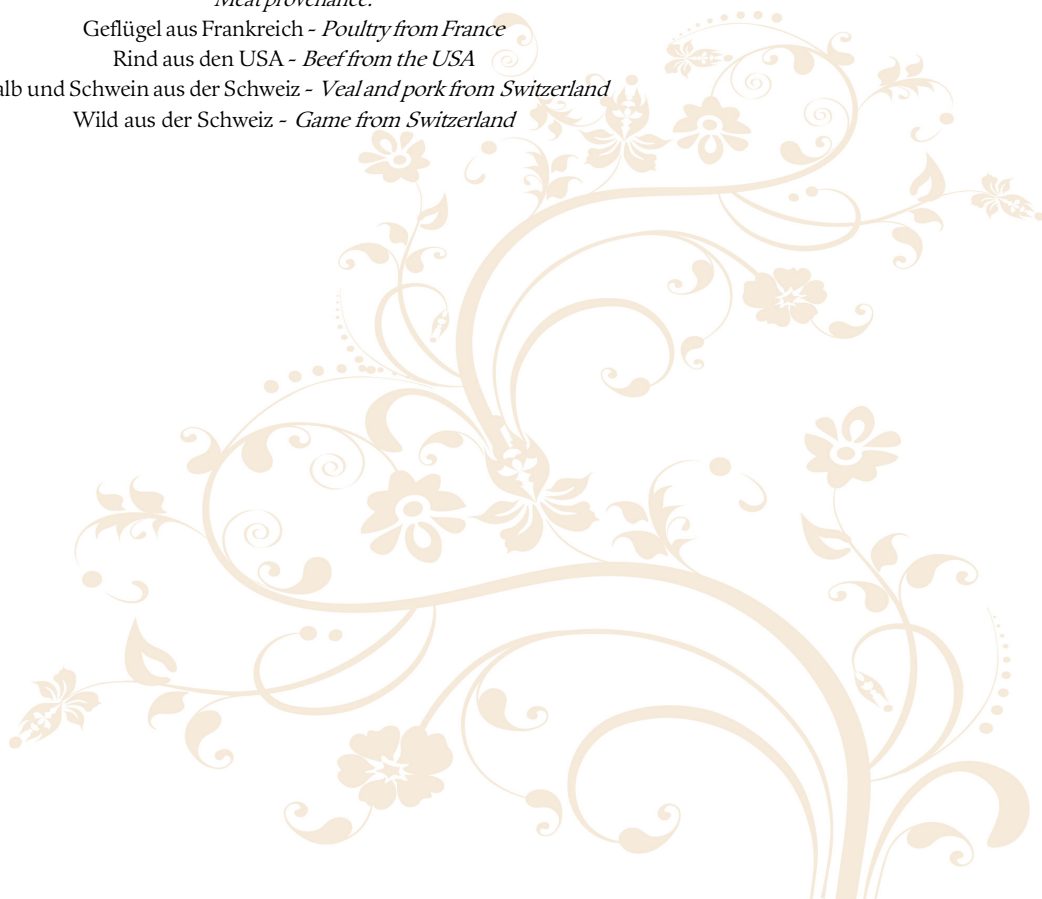 Meat provenance:
Geflügel aus Frankreich - Poultry from France
Rind aus den USA - Beef from the USA
und Schwein aus der Schweiz - Veal and pork from Switzerland
Wild aus der Schweiz - Game from Switzerland